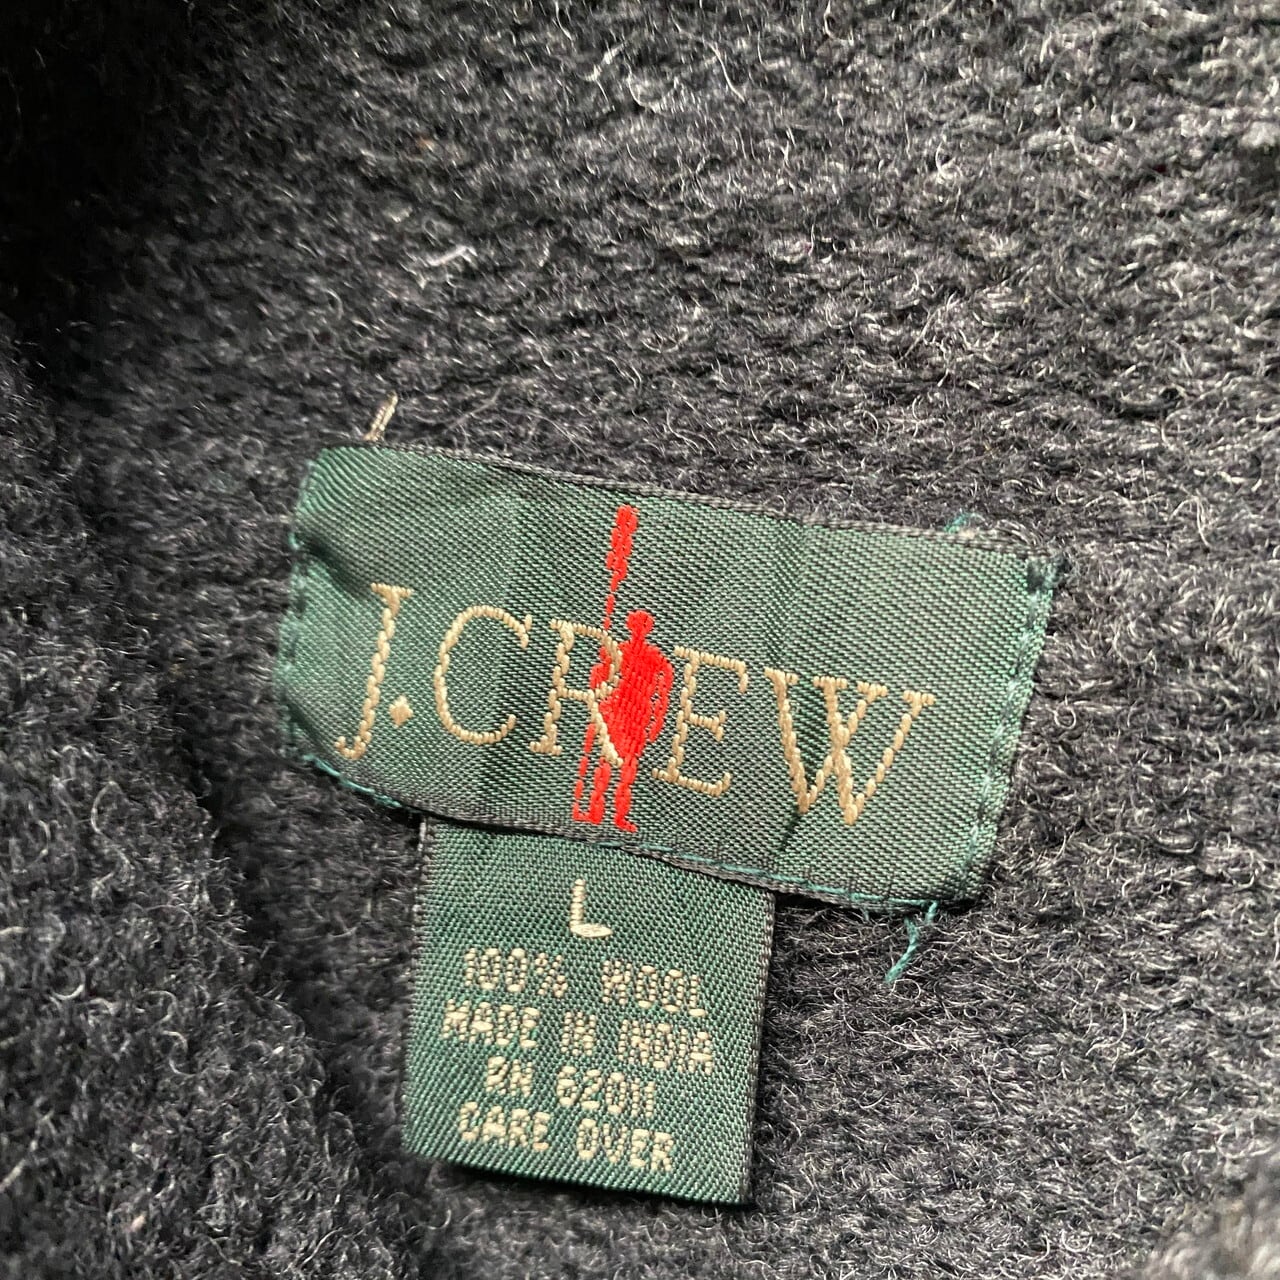 J.CREW
L
100% WOOL
MADE IN INDIA
RN 62011
CARE OVER